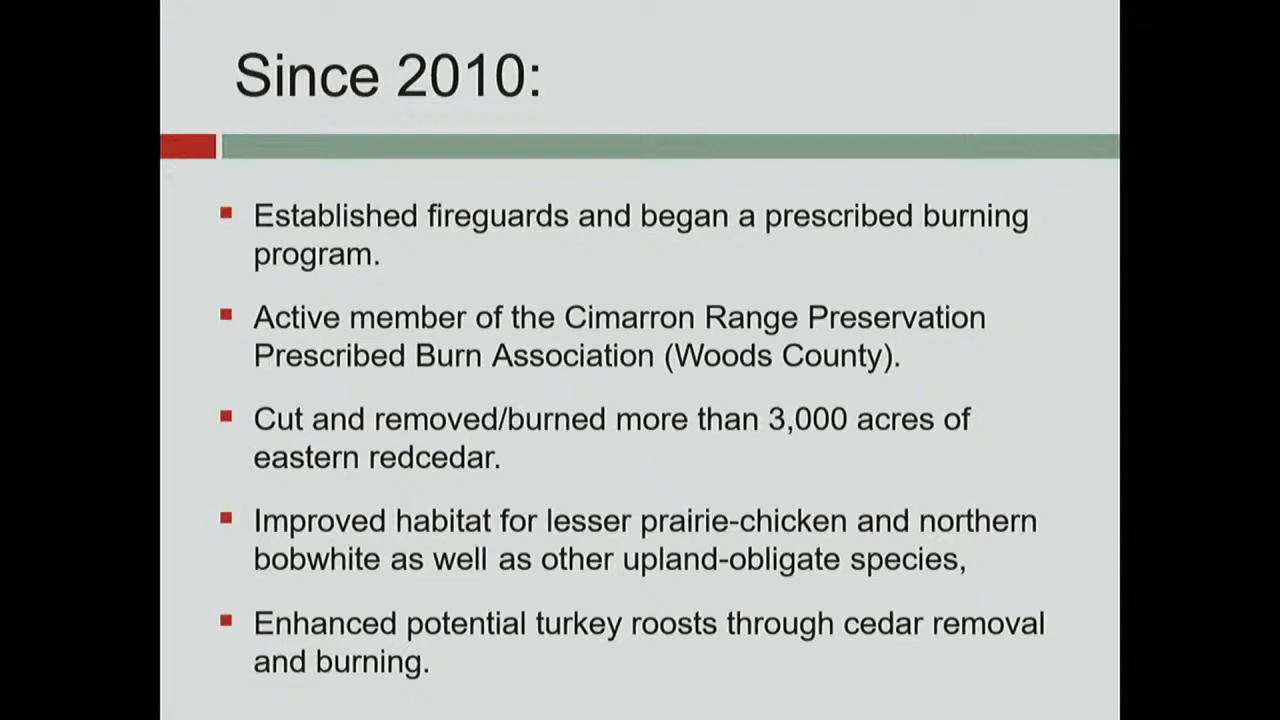 Since 2010:
Established fireguards and began a prescribed burning
program.
Active member of the Cimarron Range Preservation
Prescribed Burn Association (Woods County).
Cut and removed/burned more than 3,000 acres of
eastern redcedar.
Improved habitat for lesser prairie-chicken and northern
bobwhite as well as other upland-obligate species,
Enhanced potential turkey roosts through cedar removal
and burning.